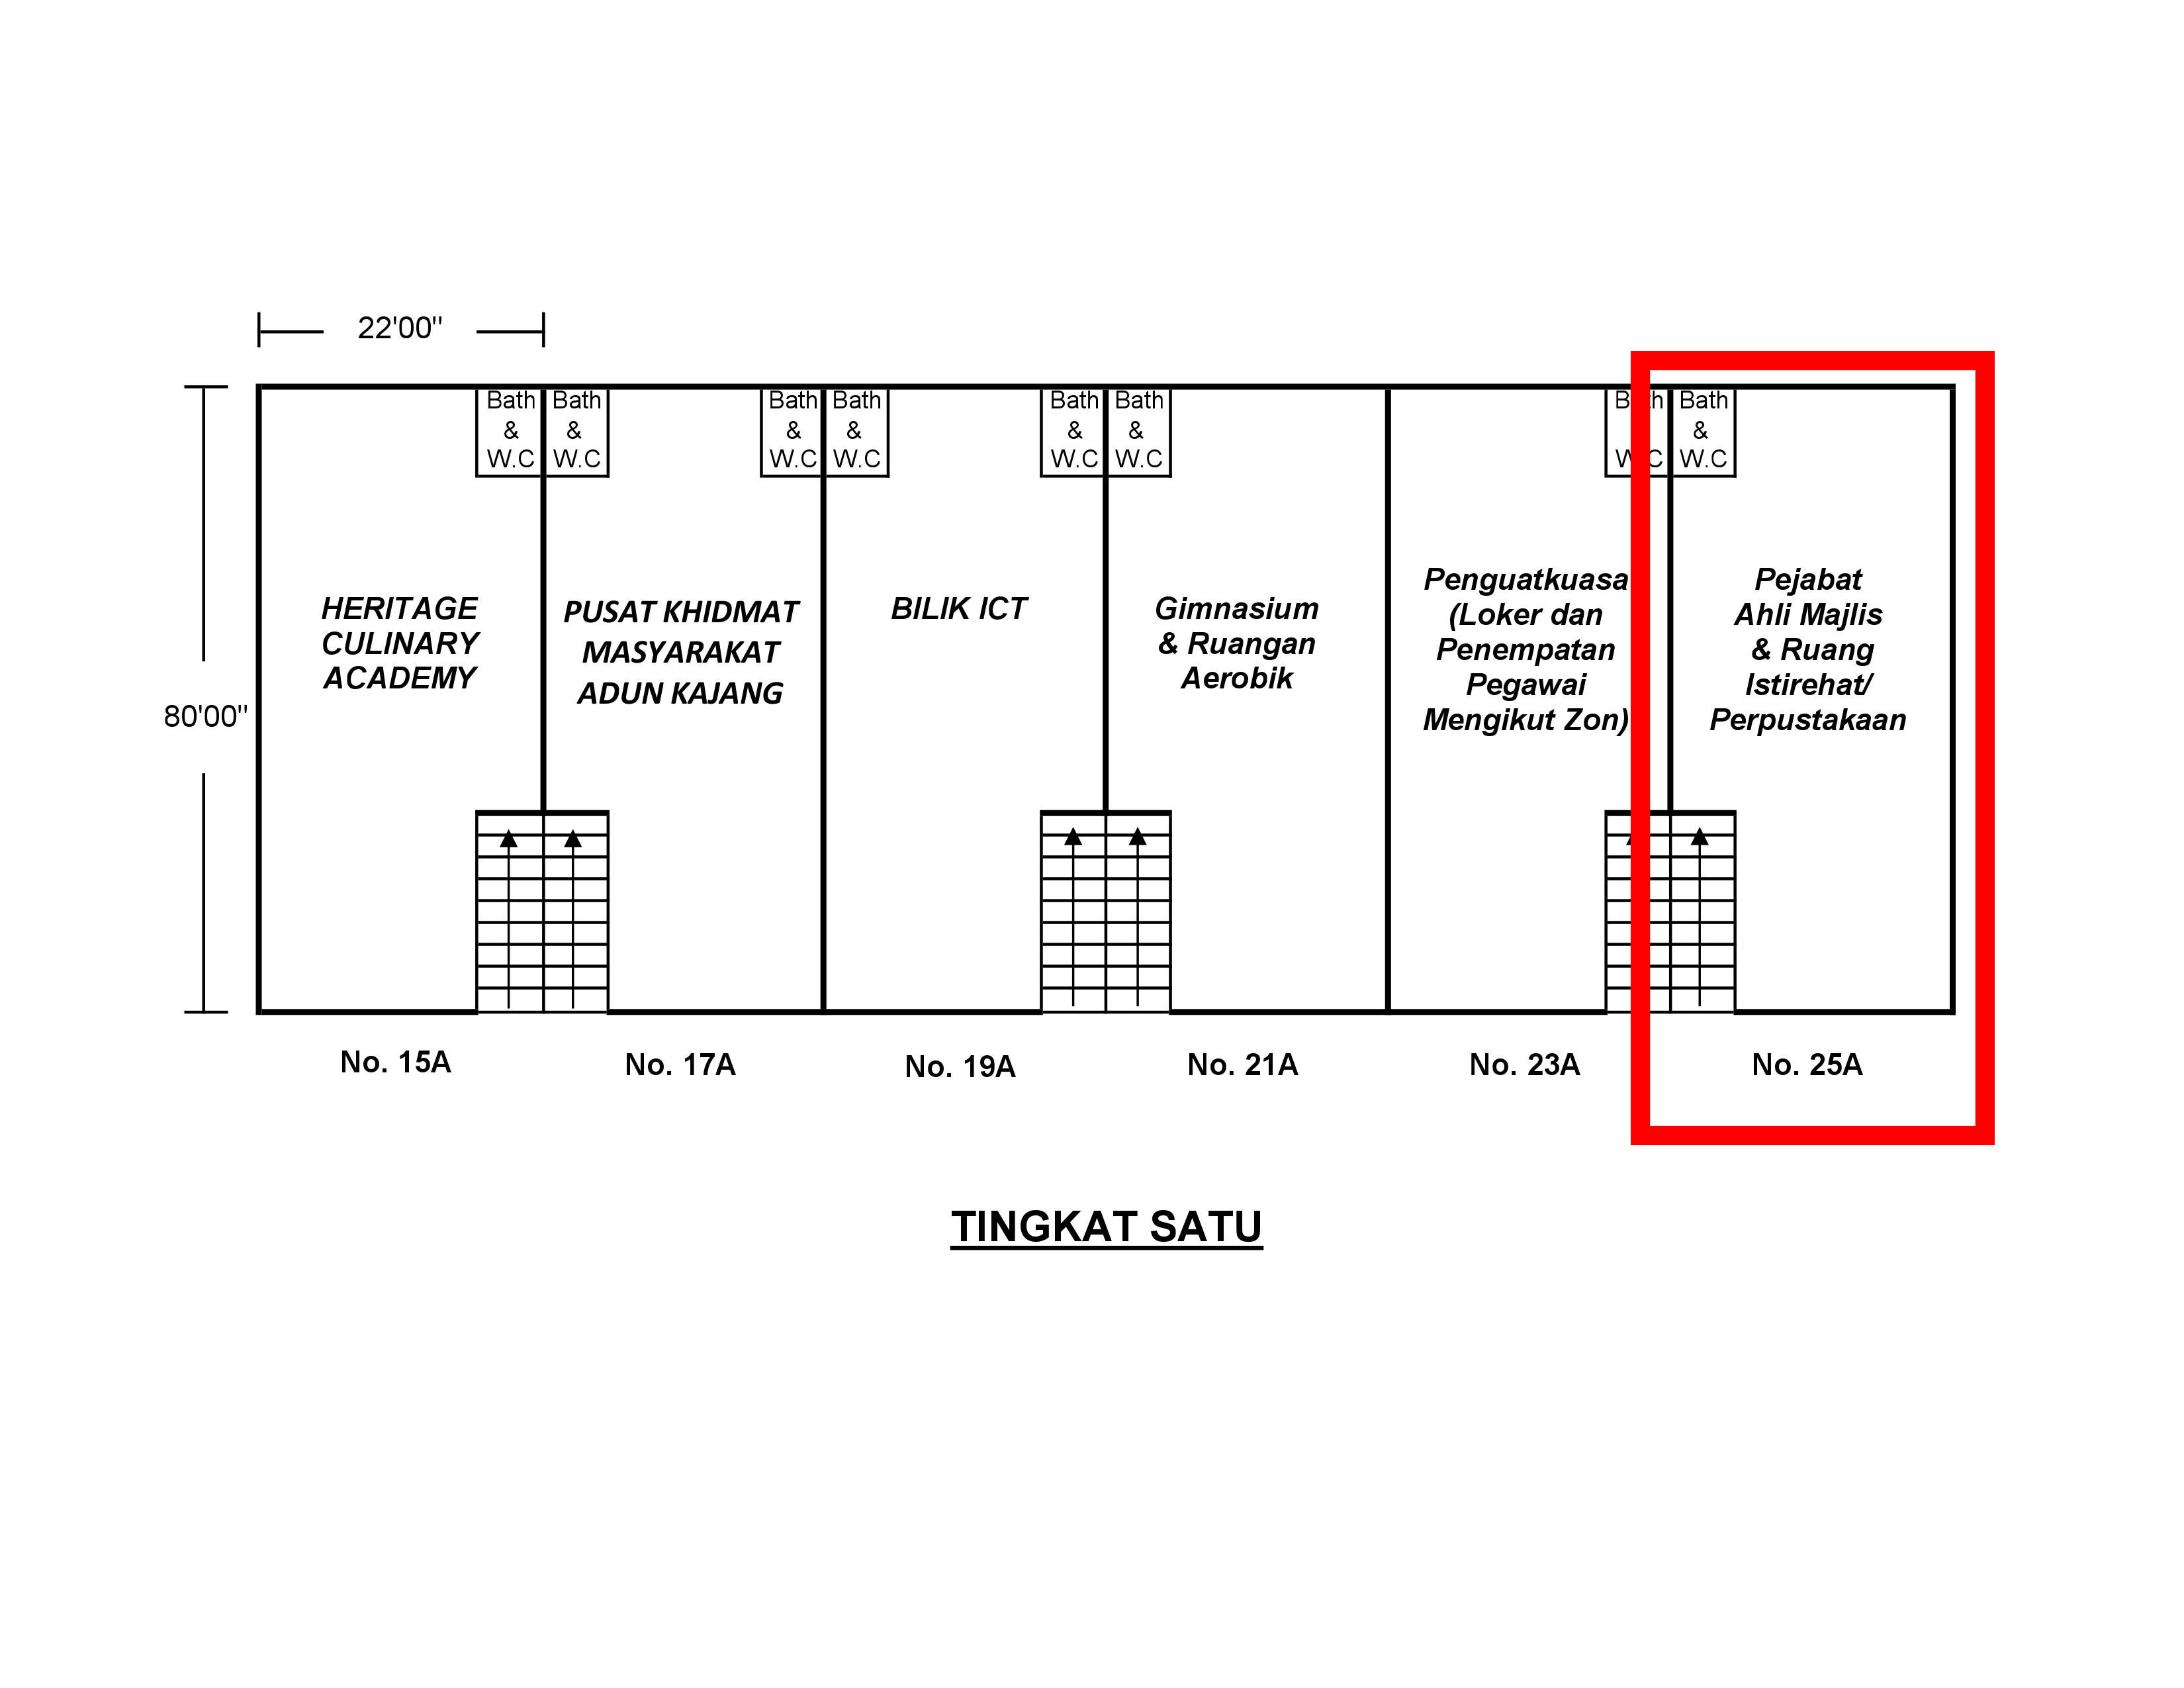 22'00"
Bath
&
W.C
Bath
&
W.C
Bath
&
W.C
Bath
&
W.C
Bath
&
W.C
Bath
&
W.C
Bath
&
W.C
HERITAGE
CULINARY
ACADEMY
PUSAT KHIDMAT
MASYARAKAT
ADUN KAJANG
BILIK ICT
Gimnasium
& Ruangan
Aerobik
Penguatkuasa
(Loker dan
Penempatan
Pegawai
Mengikut Zon)
Pejabat
Ahli Majlis
& Ruang
Istirehat/
Perpustakaan
80'00"
No. 15A
No. 17A
No. 19A
No. 21A
No. 23A
No. 25A
TINGKAT SATU